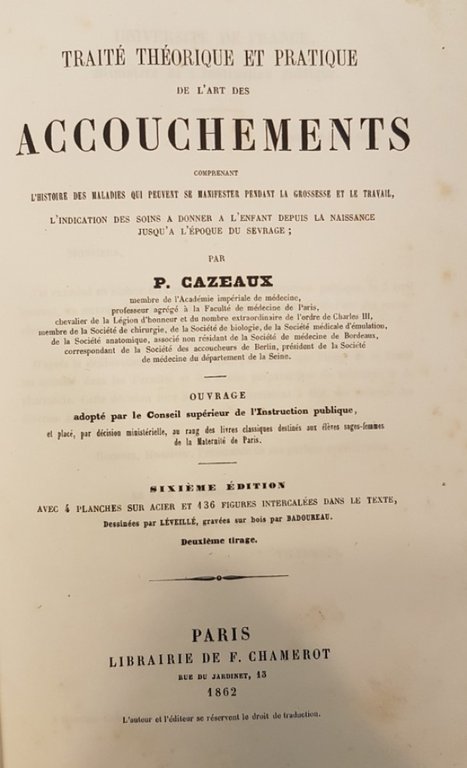 TRAITÉ THÉORIQUE ET PRATIQUE
DE L'ART DES
ACCOUCHEMENTS
COMPRENANT
L'HISTOIRE DES MALADIES QUI PEUVENT SE MANIFESTER PENDANT LA GROSSESSE ET LE TRAVAIL,
L'INDICATION DES SOINS A DONNER A L'ENFANT DEPUIS LA NAISSANCE
JUSQU'A L'ÉPOQUE DU SEVRAGE ;
PAR
P. CAZEAUX
membre de l'Académie impériale de médecine,
professeur agrégé à la Faculté de médecine de Paris,
chevalier de la Légion d'honneur et du nombre extraordinaire de l'ordre de Charles III,
membre de la Société de chirurgie, de la Société de biologie, de la Société médicale d'émulation,
de la Société anatomique, associé non résidant de la Société de médecine de Bordeaux,
correspondant de la Société des accoucheurs de Berlin, président de la Société
de médecine du département de la Seine.
OUVRAGE
adopté par le Conseil supérieur de l'Instruction publique,
et placé, par décision ministérielle, au rang des livres classiques destinés aux élèves sages-femmes
de la Maternité de Paris.
SIXIÈME ÉDITION
AVEC 4 PLANCHES SUR ACIER ET 136 FIGURES INTERCALÉES DANS LE TEXTE,
Dessinées par LÉVEILLÉ, gravées sur bois par BADOUREAU.
Deuxième tirage.
PARIS
LIBRAIRIE DE F. CHAMEROT
RUE DU JARDINET, 13
1862
L'auteur et l'éditeur se réservent le droit de traduction.